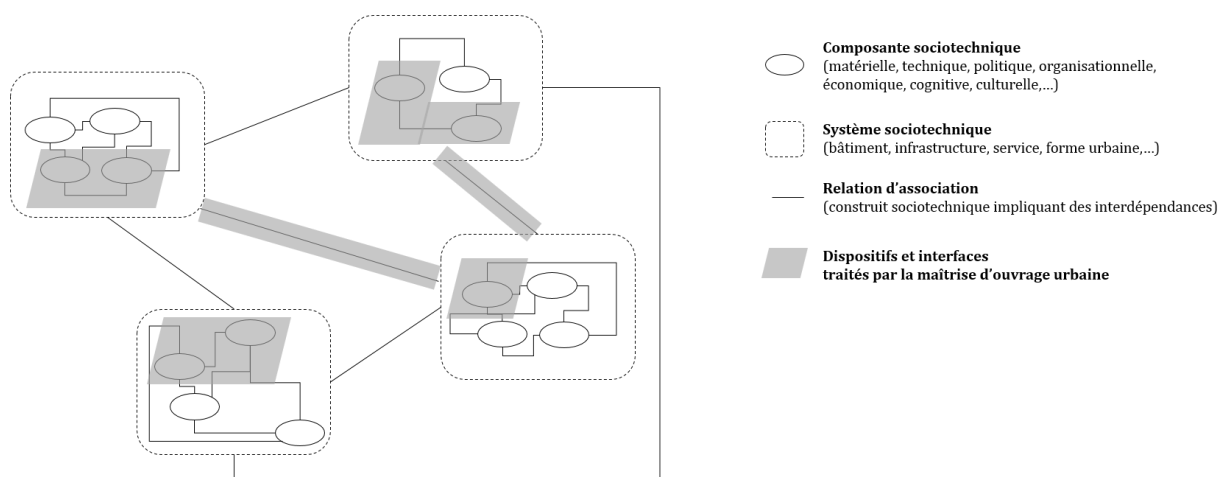 Composante sociotechnique
(matérielle, technique, politique, organisationnelle,
économique, cognitive, culturelle,...)
Système sociotechnique
(bâtiment, infrastructure, service, forme urbaine,...)
Relation d'association
(construit sociotechnique impliquant des interdépendances)
Dispositifs et interfaces
traités par la maîtrise d'ouvrage urbaine